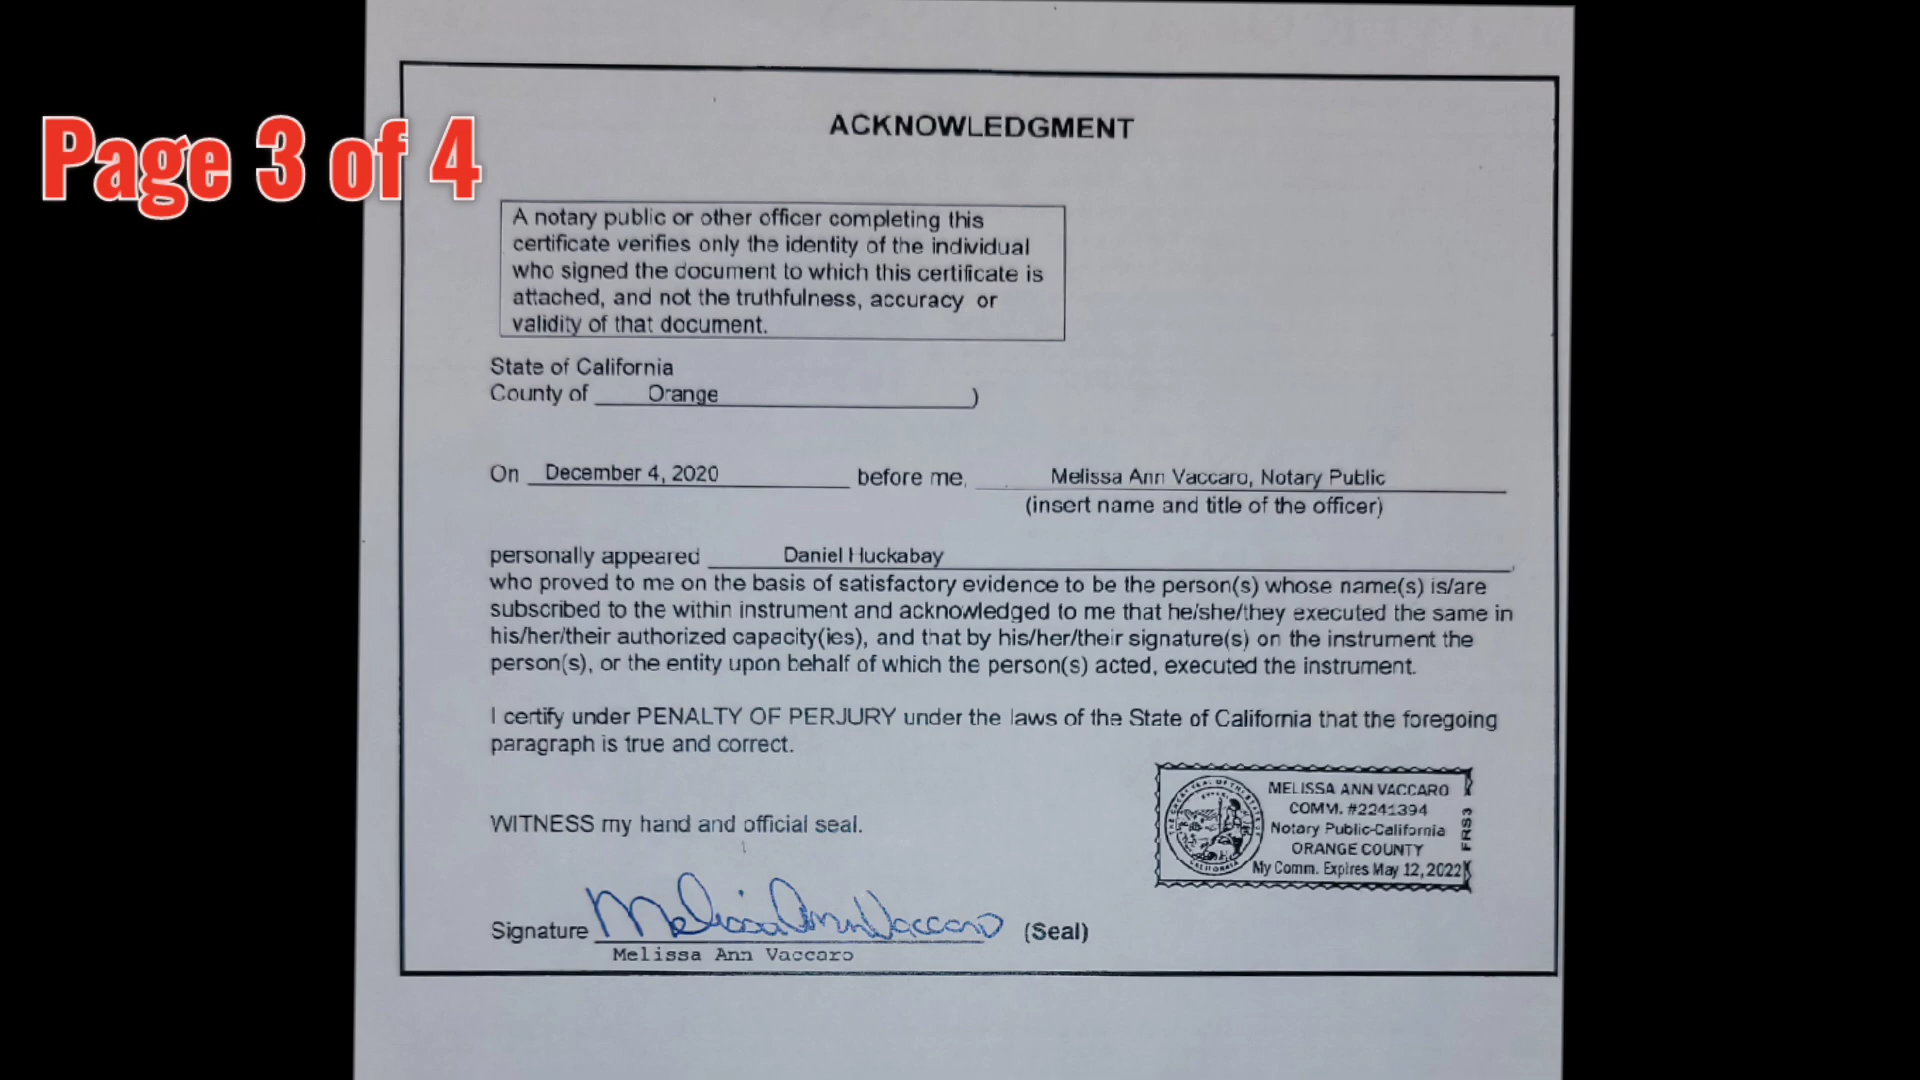 Page 3 of 4
ACKNOWLEDGMENT
A notary public or other officer completing this
certificate verifies only the identity of the individual
who signed the document to which this certificate is
attached, and not the truthfulness, accuracy or
validity of that document.
State of California
County of Orange )
On December 4, 2020 before me, Melissa Ann Vaccaro, Notary Public
(insert name and title of the officer)
personally appeared Daniel Huckabay ,
who proved to me on the basis of satisfactory evidence to be the person(s) whose name(s) is/are
subscribed to the within instrument and acknowledged to me that he/she/they executed the same in
his/her/their authorized capacity(ies), and that by his/her/their signature(s) on the instrument the
person(s), or the entity upon behalf of which the person(s) acted, executed the instrument.
I certify under PENALTY OF PERJURY under the laws of the State of California that the foregoing
paragraph is true and correct.
MELISSA ANN VACCARO
COMM. #2241394
Notary Public-California
ORANGE COUNTY
My Comm. Expires May 12, 2022
FRS3
WITNESS my hand and official seal.
Signature Melissa Ann Vaccaro (Seal)
Melissa Ann Vaccaro